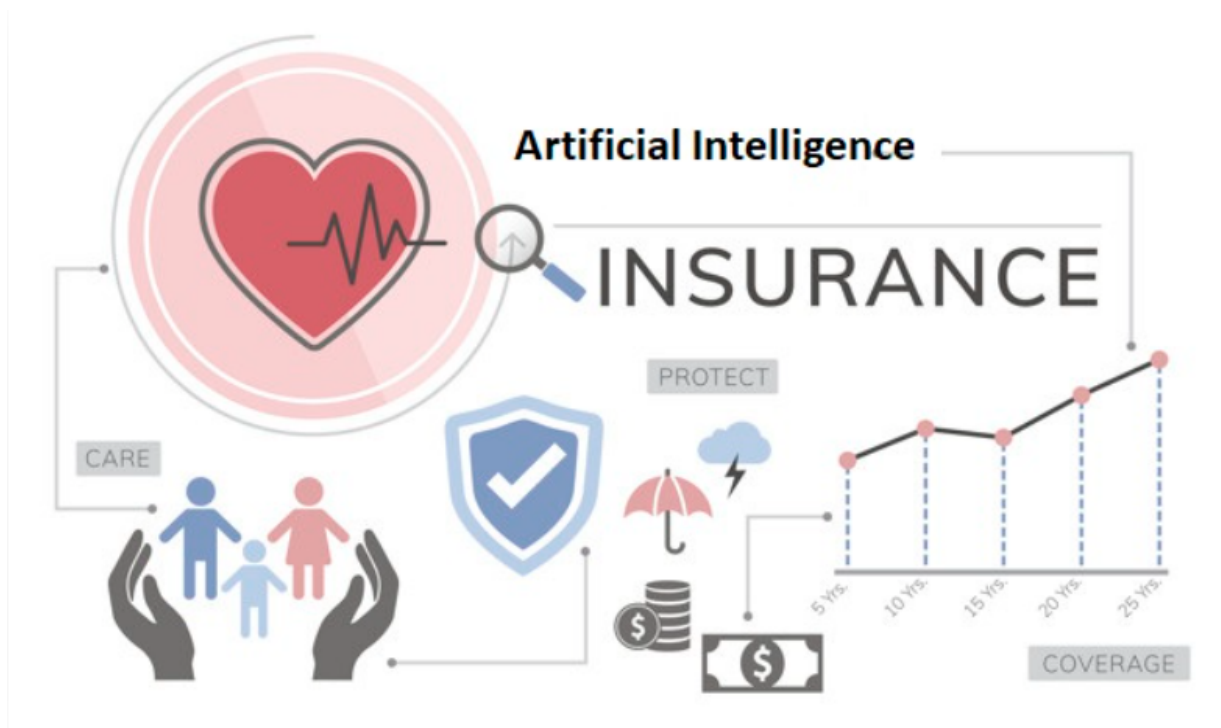 Artificial Intelligence
INSURANCE
PROTECT
CARE
$
$
5 Yrs.
10 Yrs.
15 Yrs.
20 Yrs.
25 Yrs.
COVERAGE